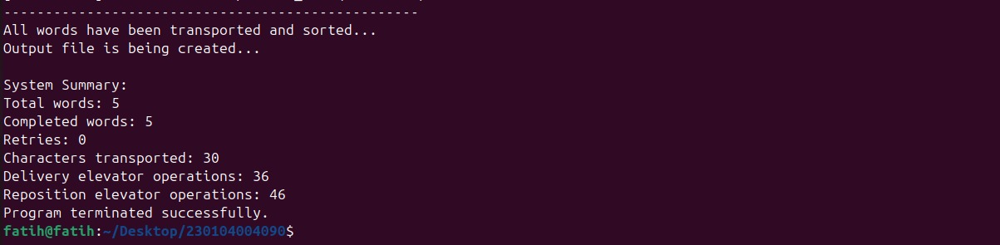 --------------------------------------------------
All words have been transported and sorted...
Output file is being created...
System Summary:
Total words: 5
Completed words: 5
Retries: 0
Characters transported: 30
Delivery elevator operations: 36
Reposition elevator operations: 46
Program terminated successfully.
fatih@fatih:~/Desktop/230104004090$